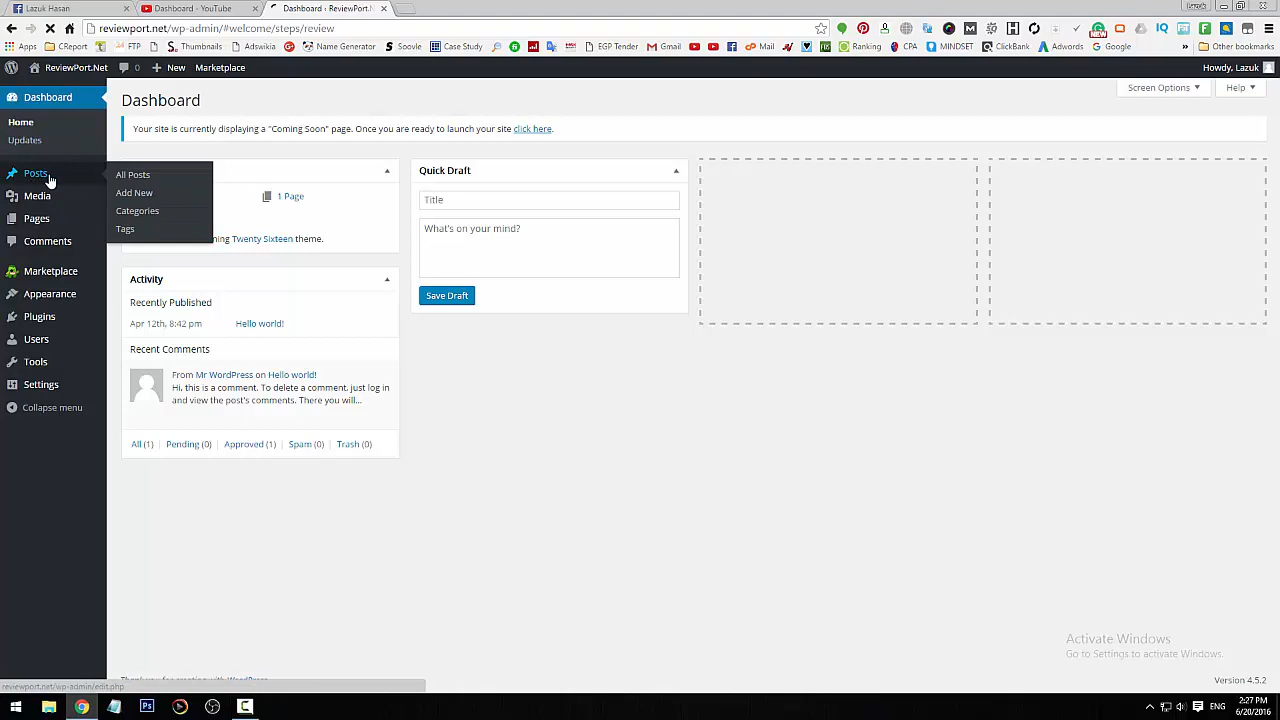 Lazuk Hasan
Dashboard - YouTube
Dashboard ‹ ReviewPort.N
Lazuk
reviewport.net/wp-admin/#welcome/steps/review
Apps
CReport
FTP
Thumbnails
Adswikia
Name Generator
Soovle
Case Study
EGP Tender
Gmail
cp Mail
Ranking
CPA
MINDSET
ClickBank
Adwords
Google
»
Other bookmarks
ReviewPort.Net
0
New
Marketplace
Howdy, Lazuk
Dashboard
Home
Updates
Posts
Media
Pages
Comments
Marketplace
Appearance
Plugins
Users
Tools
Settings
Collapse menu
All Posts
Add New
Categories
Tags
Screen Options
Help
Dashboard
Your site is currently displaying a "Coming Soon" page. Once you are ready to launch your site click here.
1 Page
ning Twenty Sixteen theme.
Activity
Recently Published
Apr 12th, 8:42 pm Hello world!
Recent Comments
From Mr WordPress on Hello world!
Hi, this is a comment. To delete a comment, just log in
and view the post's comments. There you will...
All (1) | Pending (0) | Approved (1) | Spam (0) | Trash (0)
Quick Draft
Title
What's on your mind?
Save Draft
Activate Windows
Go to Settings to activate Windows.
Thank you for creating with WordPress.
Version 4.5.2
reviewport.net/wp-admin/edit.php
ENG
2:27 PM
6/20/2016